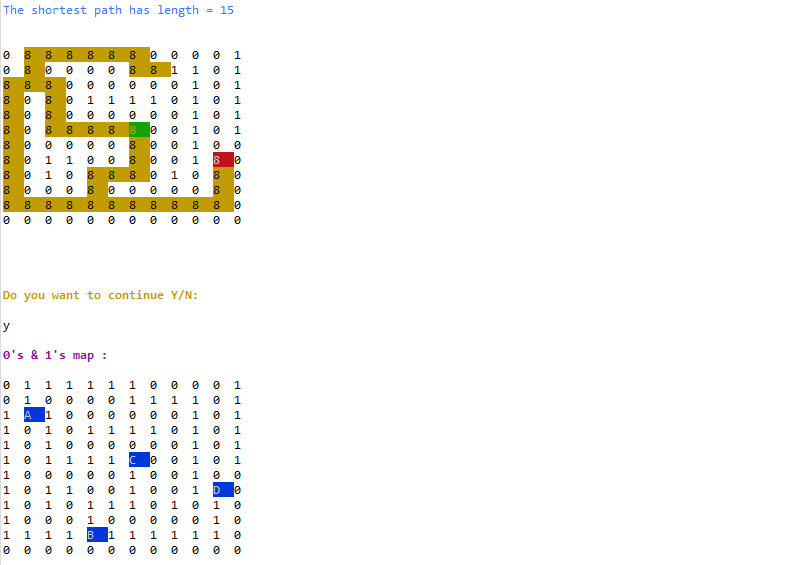 The shortest path has length = 15
0 8 8 8 8 8 8 0 0 0 0 1
0 8 0 0 0 0 8 8 1 1 0 1
8 8 8 0 0 0 0 0 0 1 0 1
8 0 8 0 1 1 1 1 0 1 0 1
8 0 8 0 0 0 0 0 0 1 0 1
8 0 8 8 8 8 8 0 0 1 0 1
8 0 0 0 0 0 8 0 0 1 0 0
8 0 1 1 0 0 8 0 0 1 8 0
8 0 1 0 8 8 8 0 1 0 8 0
8 0 0 0 8 0 0 0 0 0 8 0
8 8 8 8 8 8 8 8 8 8 8 0
0 0 0 0 0 0 0 0 0 0 0 0
Do you want to continue Y/N:
y
0's & 1's map :
0 1 1 1 1 1 1 0 0 0 0 1
0 1 0 0 0 0 1 1 1 1 0 1
1 A 1 0 0 0 0 0 0 1 0 1
1 0 1 0 1 1 1 1 0 1 0 1
1 0 1 0 0 0 0 0 0 1 0 1
1 0 1 1 1 1 C 0 0 1 0 1
1 0 0 0 0 0 1 0 0 1 0 0
1 0 1 1 0 0 1 0 0 1 D 0
1 0 1 0 1 1 1 0 1 0 1 0
1 0 0 0 1 0 0 0 0 0 1 0
1 1 1 1 B 1 1 1 1 1 1 0
0 0 0 0 0 0 0 0 0 0 0 0